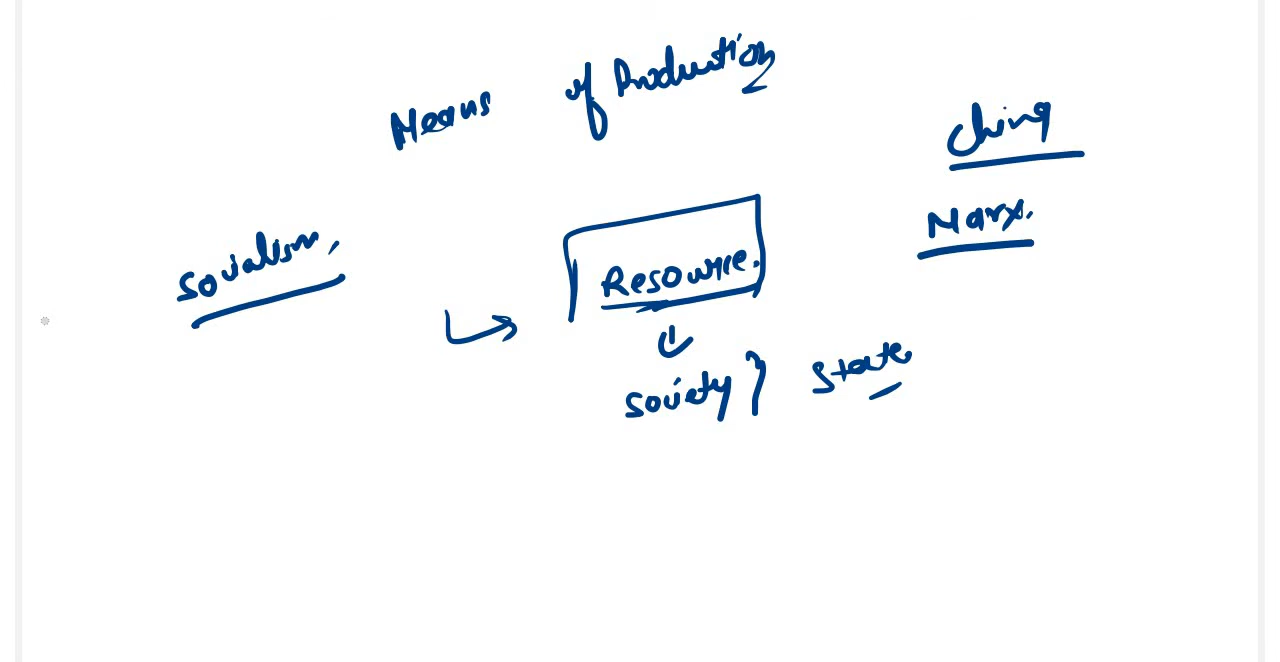 Means of Production
China
Marx.
Socialism,
Resource.
Society } State